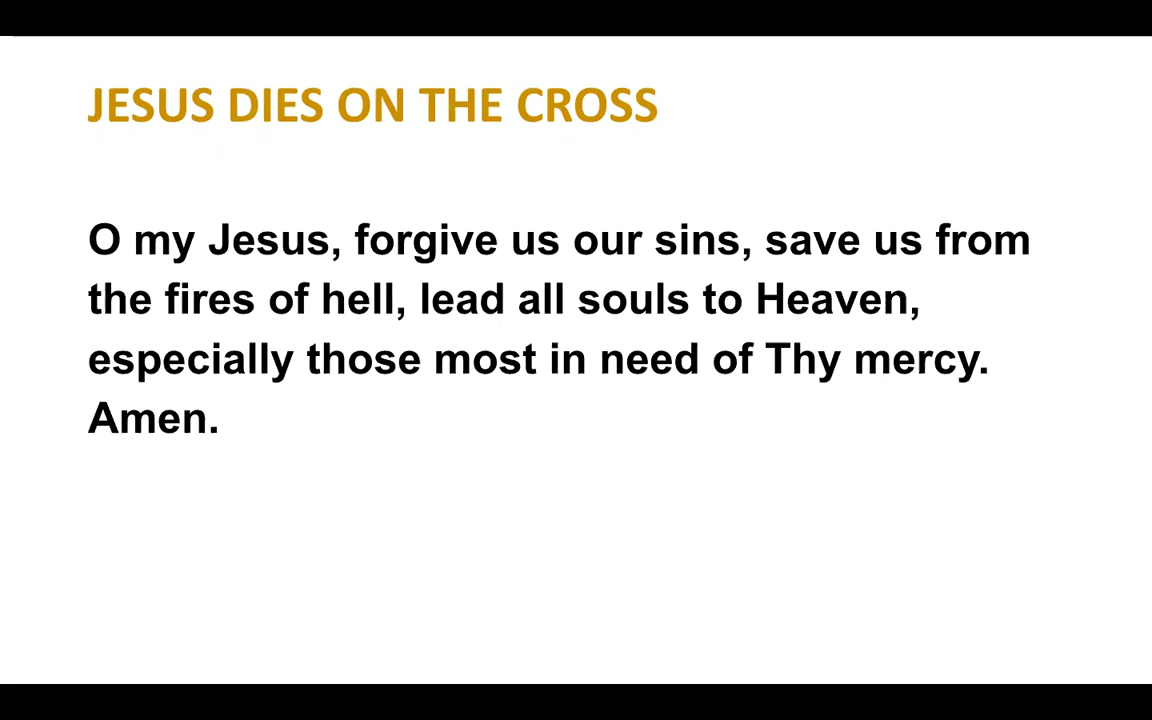 JESUS DIES ON THE CROSS
O my Jesus, forgive us our sins, save us from
the fires of hell, lead all souls to Heaven,
especially those most in need of Thy mercy.
Amen.